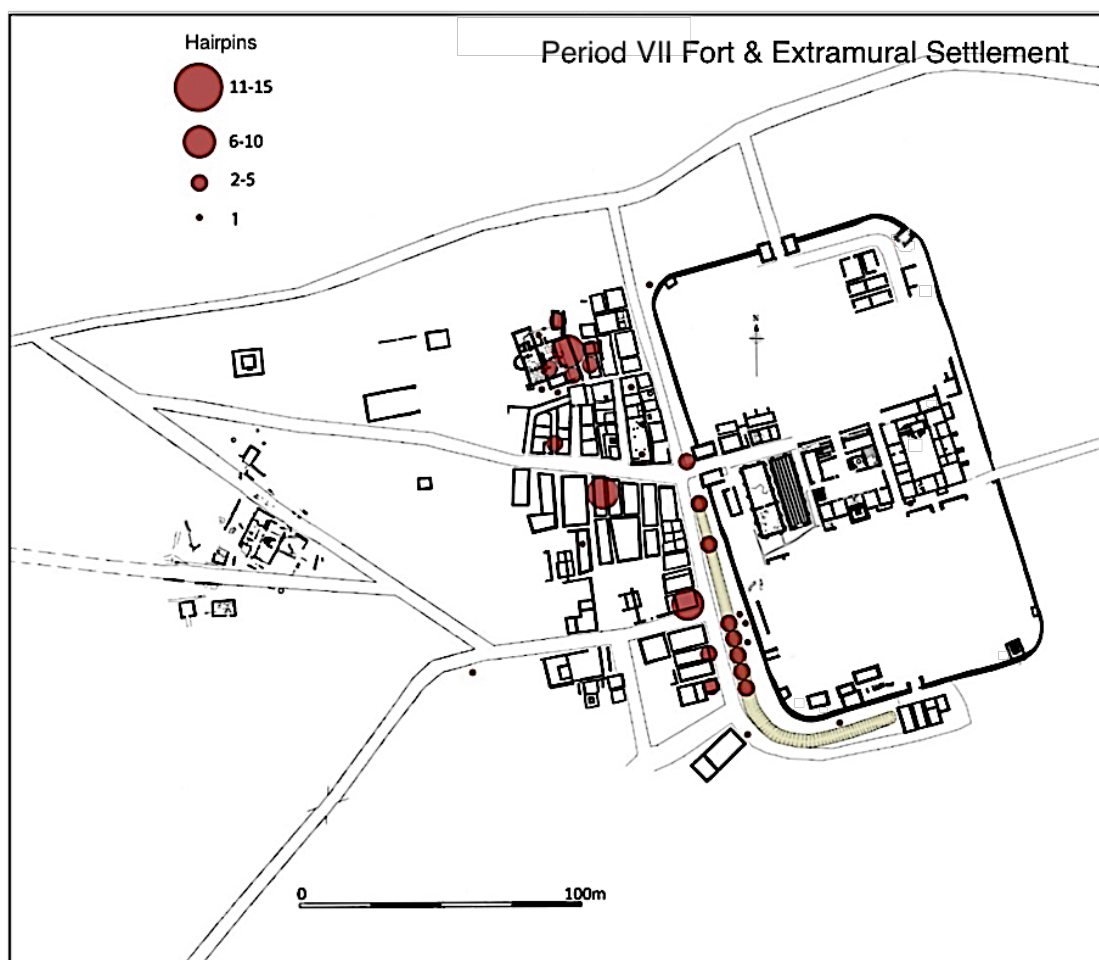 Hairpins
Period VII Fort & Extramural Settlement
11-15
6-10
2-5
1
N
0
100m